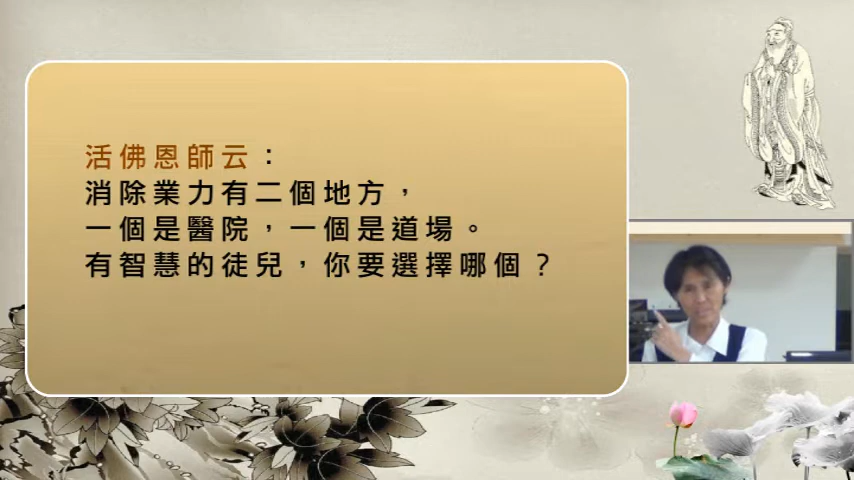 活佛恩師云：
消除業力有二個地方，
一個是醫院，一個是道場。
有智慧的徒兒，你要選擇哪個？